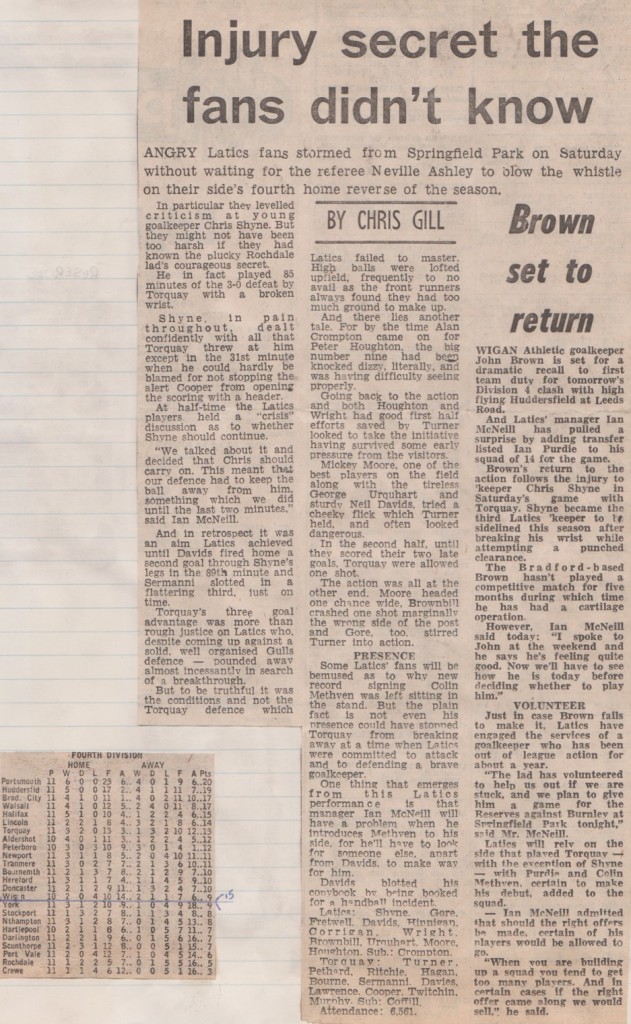 Injury secret the
fans didn't know
ANGRY Latics fans stormed from Springfield Park on Saturday
without waiting for the referee Neville Ashley to blow the whistle
on their side's fourth home reverse of the season.
In particular they levelled
criticism at young
goalkeeper Chris Shyne. But
they might not have been
too harsh if they had
known the plucky Rochdale
lad's courageous secret.
He in fact played 85
minutes of the 3-0 defeat by
Torquay with a broken
wrist.
Shyne, in pain
throughout, dealt
confidently with all that
Torquay threw at him
except in the 31st minute
when he could hardly be
blamed for not stopping the
alert Cooper from opening
the scoring with a header.
At half-time the Latics
players held a "crisis"
discussion as to whether
Shyne should continue.
"We talked about it and
decided that Chris should
carry on. This meant that
our defence had to keep the
ball away from him,
something which we did
until the last two minutes,"
said Ian McNeill.
And in retrospect it was
an aim Latics achieved
until Davids fired home a
second goal through Shyne's
legs in the 89th minute and
Sermanni slotted in a
flattering third, just on
time.
Torquay's three goal
advantage was more than
rough justice on Latics who,
despite coming up against a
solid, well organised Gulls
defence — pounded away
almost incessantly in search
of a breakthrough.
But to be truthful it was
the conditions and not the
Torquay defence which
BY CHRIS GILL
Latics failed to master.
High balls were lofted
upfield, frequently to no
avail as the front runners
always found they had too
much ground to make up.
And there lies another
tale. For by the time Alan
Crompton came on for
Peter Houghton, the big
number nine had been
knocked dizzy, literally, and
was having difficulty seeing
properly.
Going back to the action
and both Houghton and
Wright had good first half
efforts saved by Turner
looked to take the initiative
having survived some early
pressure from the visitors.
Mickey Moore, one of the
best players on the field
along with the tireless
George Urquhart and
sturdy Neil Davids, tried a
cheeky flick which Turner
held, and often looked
dangerous.
In the second half, until
they scored their two late
goals, Torquay were allowed
one shot.
The action was all at the
other end. Moore headed
one chance wide, Brownbill
crashed one shot marginally
the wrong side of the post
and Gore, too, stirred
Turner into action.
PRESENCE
Some Latics' fans will be
bemused as to why new
record signing Colin
Methven was left sitting in
the stand. But the plain
fact is not even his
presence could have stopped
Torquay from breaking
away at a time when Latics
were committed to attack
and to defending a brave
goalkeeper.
One thing that emerges
from this Latics
performance is that
manager Ian McNeill will
have a problem when he
introduces Methven to his
side, for he'll have to look
for someone else, apart
from Davids, to make way
for him.
Davids blotted his
copybook by being booked
for a handball incident.
Latics: Shyne, Gore,
Fretwell, Davids, Hinnigan,
Corrigan, Wright,
Brownbill, Urquhart, Moore,
Houghton. Sub: Crompton.
Torquay: Turner,
Pethard, Ritchie, Hagan,
Bourne, Sermanni, Davies,
Lawrence, Cooper, Twitchin,
Murphy. Sub: Coffill.
Attendance: 6,561.
Brown
set to
return
WIGAN Athletic goalkeeper
John Brown is set for a
dramatic recall to first
team duty for tomorrow's
Division 4 clash with high
flying Huddersfield at Leeds
Road.
And Latics' manager Ian
McNeill has pulled a
surprise by adding transfer
listed Ian Purdie to his
squad of 14 for the game.
Brown's return to the
action follows the injury to
'keeper Chris Shyne in
Saturday's game with
Torquay. Shyne became the
third Latics 'keeper to be
sidelined this season after
breaking his wrist while
attempting a punched
clearance.
The Bradford-based
Brown hasn't played a
competitive match for five
months during which time
he has had a cartilage
operation.
However, Ian McNeill
said today: "I spoke to
John at the weekend and
he says he's feeling quite
good. Now we'll have to see
how he is today before
deciding whether to play
him."
VOLUNTEER
Just in case Brown fails
to make it, Latics have
engaged the services of a
goalkeeper who has been
out of league action for
about a year.
"The lad has volunteered
to help us out if we are
stuck, and we plan to give
him a game for the
Reserves against Burnley at
Springfield Park tonight,"
said Mr. McNeill.
Latics will rely on the
side that played Torquay —
with the exception of Shyne
— with Purdie and Colin
Methven, certain to make
his debut, added to the
squad.
— Ian McNeill admitted
that should the right offers
be made, certain of his
players would be allowed to
go.
"When you are building
up a squad you tend to get
too many players. And in
certain cases if the right
offer came along we would
sell," he said.
FOURTH DIVISION
HOME AWAY
P W D L F A W D L F A Pts
Portsmouth 11
Huddersfld 11
Brad. City 11
Walsall 11
Halifax 11
Lincoln 11
Torquay 11
Aldershot 10
Peterboro 10
Newport 11
Tranmere 11
Bournemth 11
Hereford 11
Doncaster 11
Wigan 10
York 11
Stockport 11
Nthampton 11
Hartlepool 10
Darlington 11
Scunthorpe 11
Port Vale 11
Rochdale 11
Crewe 11
15